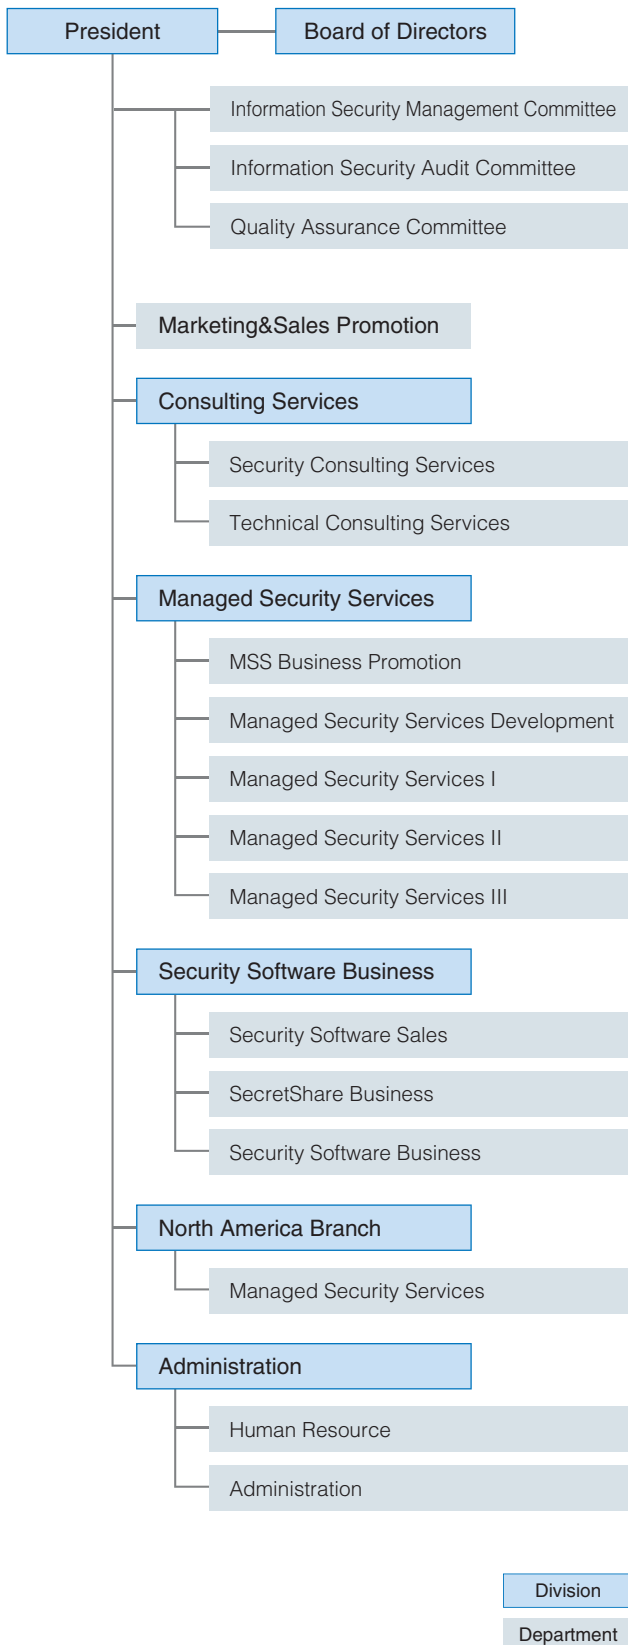 President
Board of Directors
Information Security Management Committee
Information Security Audit Committee
Quality Assurance Committee
Marketing&Sales Promotion
Consulting Services
Security Consulting Services
Technical Consulting Services
Managed Security Services
MSS Business Promotion
Managed Security Services Development
Managed Security Services I
Managed Security Services II
Managed Security Services III
Security Software Business
Security Software Sales
SecretShare Business
Security Software Business
North America Branch
Managed Security Services
Administration
Human Resource
Administration
Division
Department